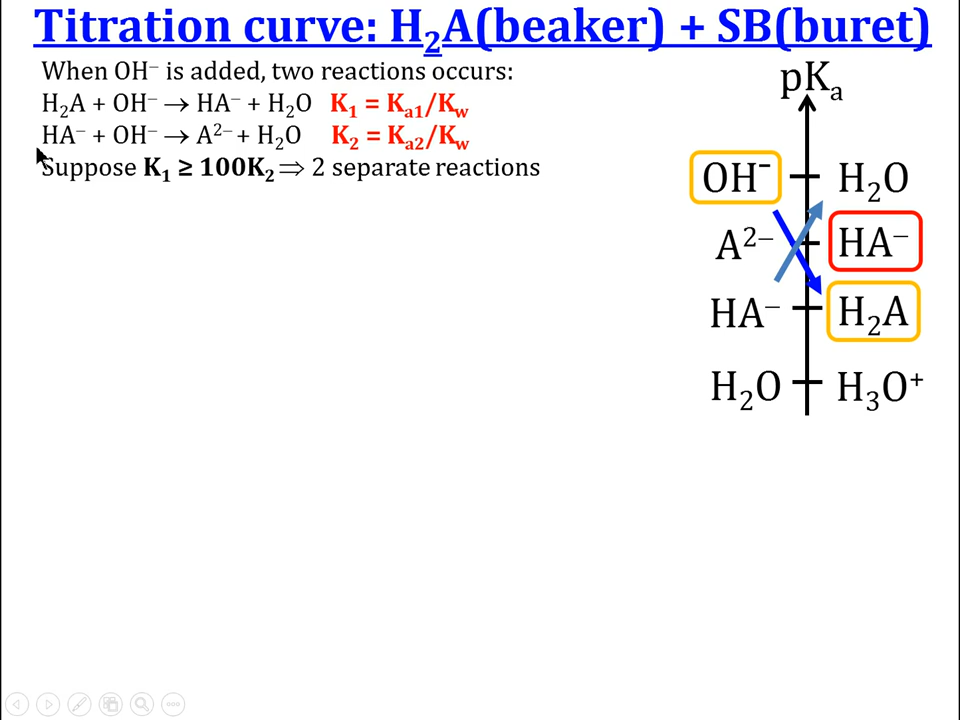 Titration curve: H₂A(beaker) + SB(buret)
When OH⁻ is added, two reactions occurs:
H₂A + OH⁻ → HA⁻ + H₂O K₁ = Kₐ₁/K_w
HA⁻ + OH⁻ → A²⁻ + H₂O K₂ = Kₐ₂/K_w
Suppose K₁ ≥ 100K₂ ⇒ 2 separate reactions
pKₐ
OH⁻ H₂O
A²⁻ HA⁻
HA⁻ H₂A
H₂O H₃O⁺